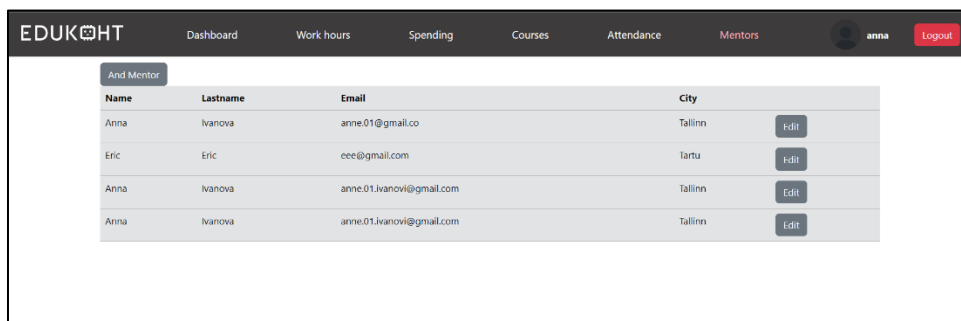 EDUKOHT Dashboard Work hours Spending Courses Attendance Mentors anna Logout
And Mentor
Name Lastname Email City
Anna Ivanova anne.01@gmail.co Tallinn Edit
Eric Eric eee@gmail.com Tartu Edit
Anna Ivanova anne.01.ivanovi@gmail.com Tallinn Edit
Anna Ivanova anne.01.ivanovi@gmail.com Tallinn Edit